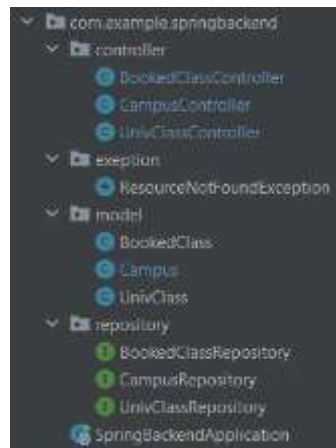 com.example.springbackend
controller
BookedClassController
CampusController
UnivClassController
exeption
ResourceNotFoundException
model
BookedClass
Campus
UnivClass
repository
BookedClassRepository
CampusRepository
UnivClassRepository
SpringBackendApplication